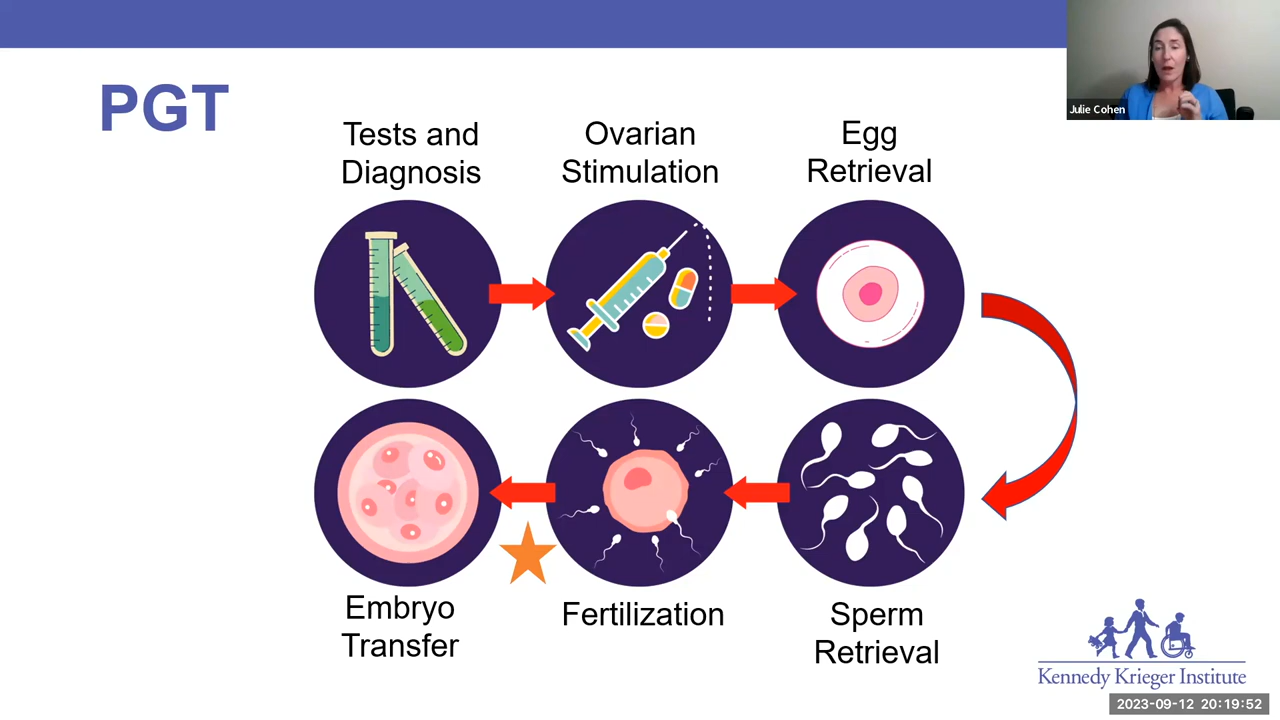 PGT
Julie Cohen
Tests and
Diagnosis
Ovarian
Stimulation
Egg
Retrieval
Embryo
Transfer
Fertilization
Sperm
Retrieval
Kennedy Krieger Institute
2023-09-12 20:19:52